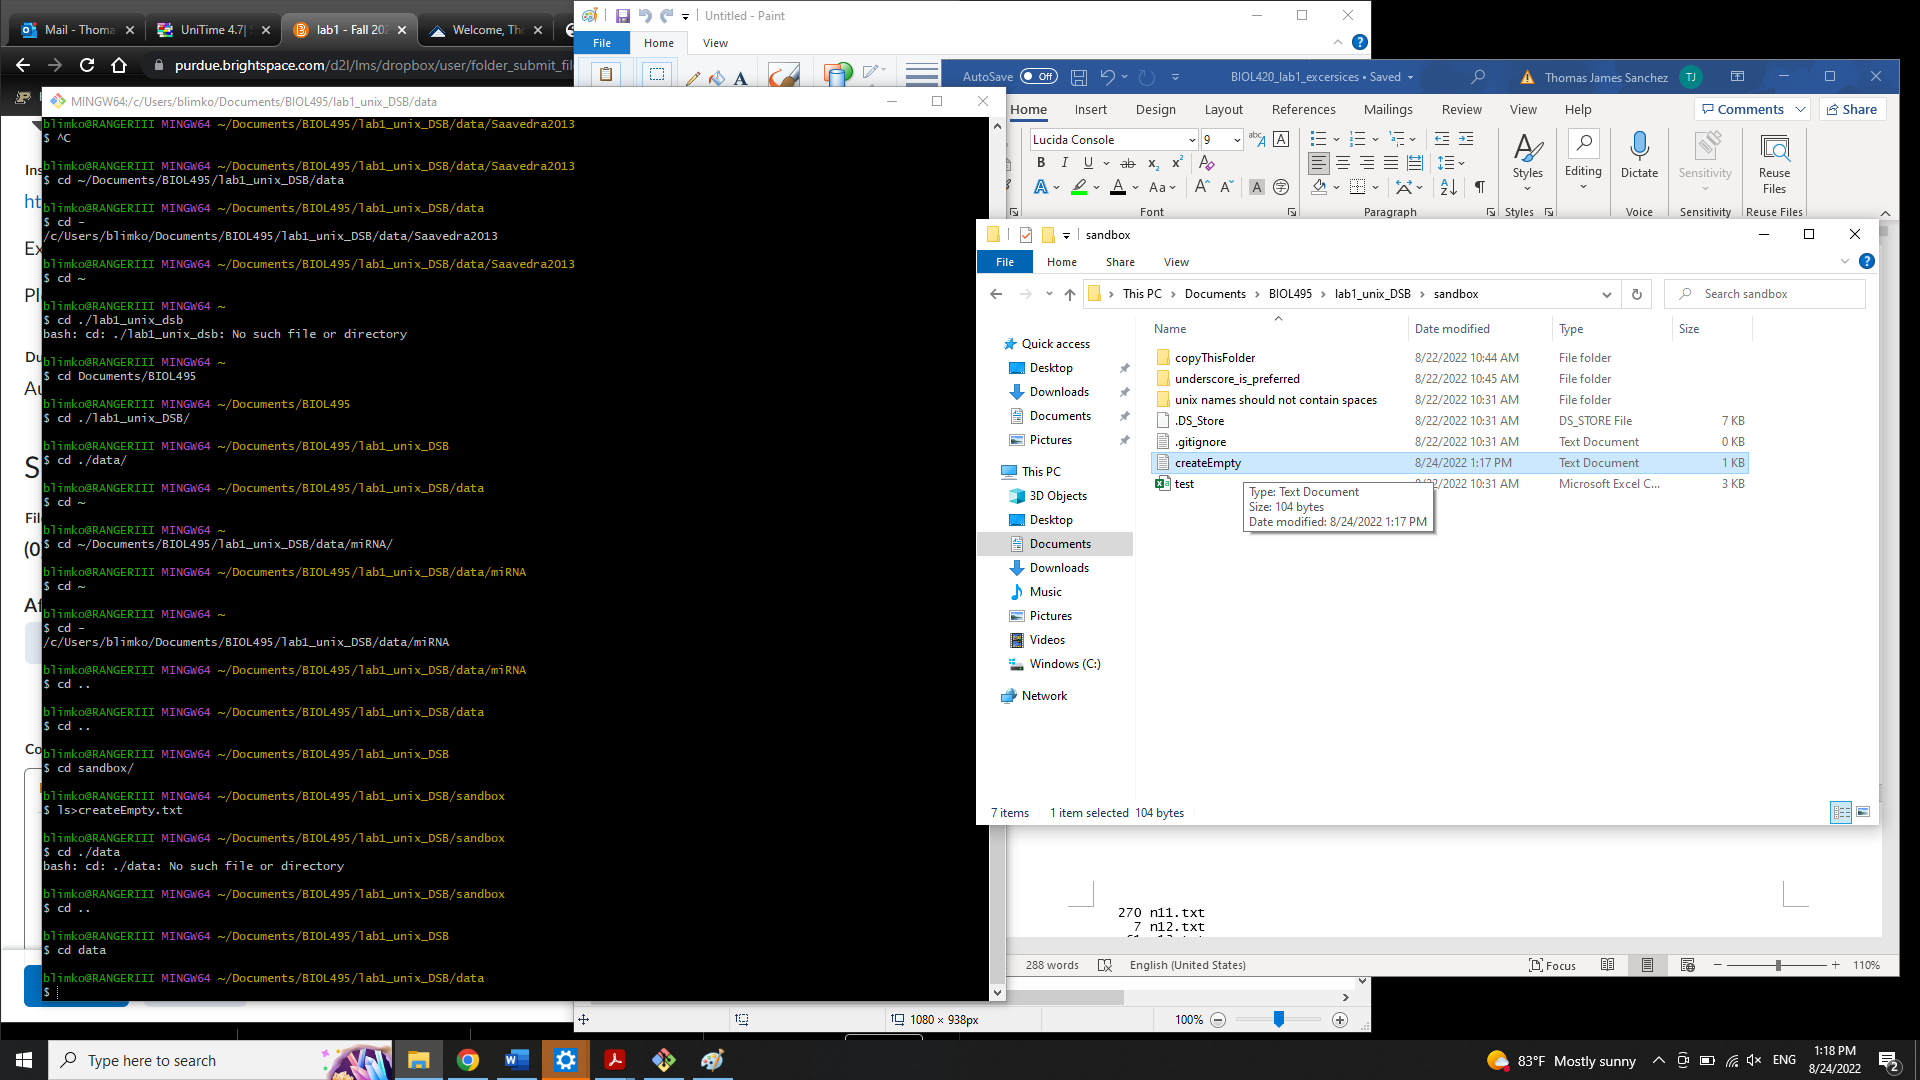 Mail - Thoma
UniTime 4.7|
lab1 - Fall 202
Welcome, Th
purdue.brightspace.com/d2l/lms/dropbox/user/folder_submit_fil
Untitled - Paint
File
Home
View
AutoSave
Off
BIOL420_lab1_excersices • Saved
Thomas James Sanchez
TJ
Home
Insert
Design
Layout
References
Mailings
Review
View
Help
Comments
Share
Lucida Console
9
Styles
Editing
Dictate
Sensitivity
Reuse
Files
Font
Paragraph
Styles
Voice
Sensitivity
Reuse Files
MINGW64:/c/Users/blimko/Documents/BIOL495/lab1_unix_DSB/data
blimko@RANGERIII MINGW64 ~/Documents/BIOL495/lab1_unix_DSB/data/Saavedra2013
$ ^C
blimko@RANGERIII MINGW64 ~/Documents/BIOL495/lab1_unix_DSB/data/Saavedra2013
$ cd ~/Documents/BIOL495/lab1_unix_DSB/data
blimko@RANGERIII MINGW64 ~/Documents/BIOL495/lab1_unix_DSB/data
$ cd -
/c/Users/blimko/Documents/BIOL495/lab1_unix_DSB/data/Saavedra2013
blimko@RANGERIII MINGW64 ~/Documents/BIOL495/lab1_unix_DSB/data/Saavedra2013
$ cd ~
blimko@RANGERIII MINGW64 ~
$ cd ./lab1_unix_dsb
bash: cd: ./lab1_unix_dsb: No such file or directory
blimko@RANGERIII MINGW64 ~
$ cd Documents/BIOL495
blimko@RANGERIII MINGW64 ~/Documents/BIOL495
$ cd ./lab1_unix_DSB/
blimko@RANGERIII MINGW64 ~/Documents/BIOL495/lab1_unix_DSB
$ cd ./data/
blimko@RANGERIII MINGW64 ~/Documents/BIOL495/lab1_unix_DSB/data
$ cd ~
blimko@RANGERIII MINGW64 ~
$ cd ~/Documents/BIOL495/lab1_unix_DSB/data/miRNA/
blimko@RANGERIII MINGW64 ~/Documents/BIOL495/lab1_unix_DSB/data/miRNA
$ cd ~
blimko@RANGERIII MINGW64 ~
$ cd -
/c/Users/blimko/Documents/BIOL495/lab1_unix_DSB/data/miRNA
blimko@RANGERIII MINGW64 ~/Documents/BIOL495/lab1_unix_DSB/data/miRNA
$ cd ..
blimko@RANGERIII MINGW64 ~/Documents/BIOL495/lab1_unix_DSB/data
$ cd ..
blimko@RANGERIII MINGW64 ~/Documents/BIOL495/lab1_unix_DSB
$ cd sandbox/
blimko@RANGERIII MINGW64 ~/Documents/BIOL495/lab1_unix_DSB/sandbox
$ ls>createEmpty.txt
blimko@RANGERIII MINGW64 ~/Documents/BIOL495/lab1_unix_DSB/sandbox
$ cd ./data
bash: cd: ./data: No such file or directory
blimko@RANGERIII MINGW64 ~/Documents/BIOL495/lab1_unix_DSB/sandbox
$ cd ..
blimko@RANGERIII MINGW64 ~/Documents/BIOL495/lab1_unix_DSB
$ cd data
blimko@RANGERIII MINGW64 ~/Documents/BIOL495/lab1_unix_DSB/data
$
sandbox
File
Home
Share
View
This PC > Documents > BIOL495 > lab1_unix_DSB > sandbox
Search sandbox
Name
Date modified
Type
Size
Quick access
Desktop
Downloads
Documents
Pictures
This PC
3D Objects
Desktop
Documents
Downloads
Music
Pictures
Videos
Windows (C:)
Network
copyThisFolder 8/22/2022 10:44 AM File folder
underscore_is_preferred 8/22/2022 10:45 AM File folder
unix names should not contain spaces 8/22/2022 10:31 AM File folder
.DS_Store 8/22/2022 10:31 AM DS_STORE File 7 KB
.gitignore 8/22/2022 10:31 AM Text Document 0 KB
createEmpty 8/24/2022 1:17 PM Text Document 1 KB
test 8/22/2022 10:31 AM Microsoft Excel C... 3 KB
Type: Text Document
Size: 104 bytes
Date modified: 8/24/2022 1:17 PM
7 items
1 item selected 104 bytes
270 n11.txt
7 n12.txt
288 words
English (United States)
Focus
110%
1080 × 938px
100%
Type here to search
83°F Mostly sunny
ENG
1:18 PM
8/24/2022
2